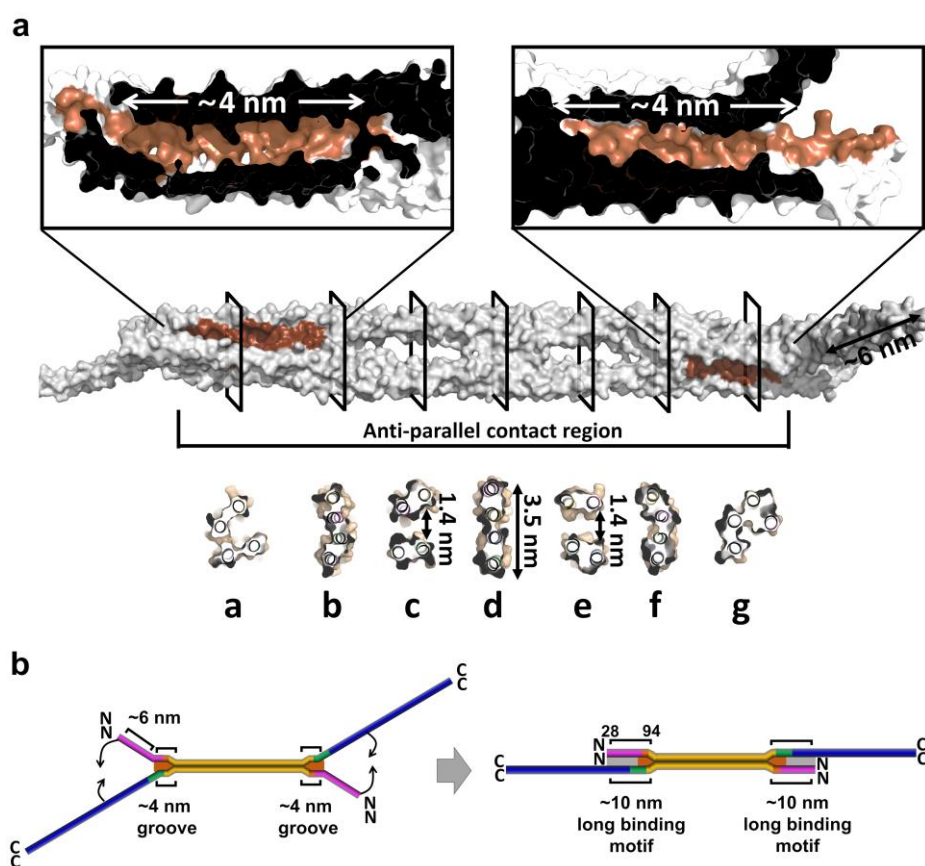 a
~4 nm
~4 nm
~6 nm
Anti-parallel contact region
1.4 nm
3.5 nm
1.4 nm
a b c d e f g
b
N
N
~6 nm
C
C
~4 nm
groove
~4 nm
groove
N
N
C
C
28 94
N
N
C
C
C
C
N
N
~10 nm
long binding
motif
~10 nm
long binding
motif